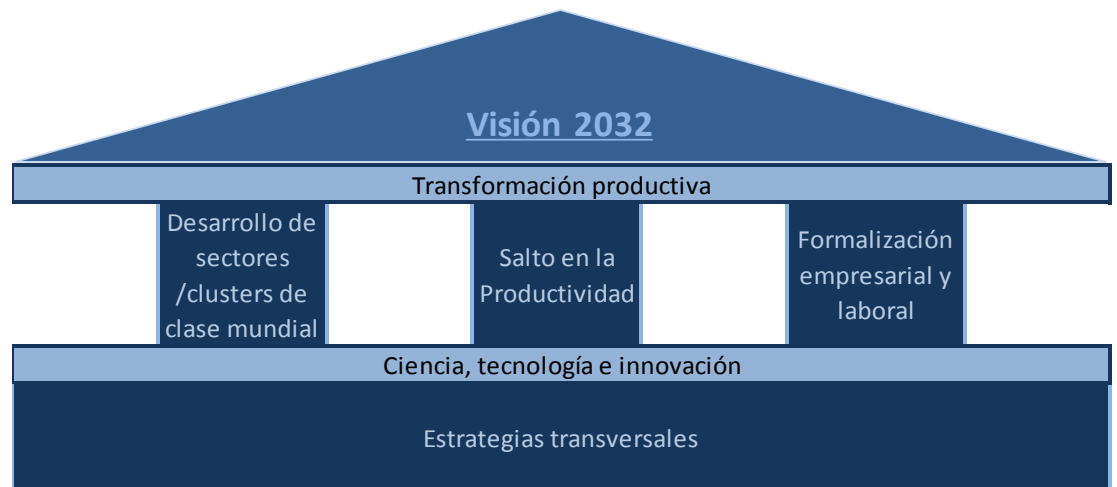 Visión 2032
Transformación productiva
Desarrollo de
sectores
/clusters de
clase mundial
Salto en la
Productividad
Formalización
empresarial y
laboral
Ciencia, tecnología e innovación
Estrategias transversales